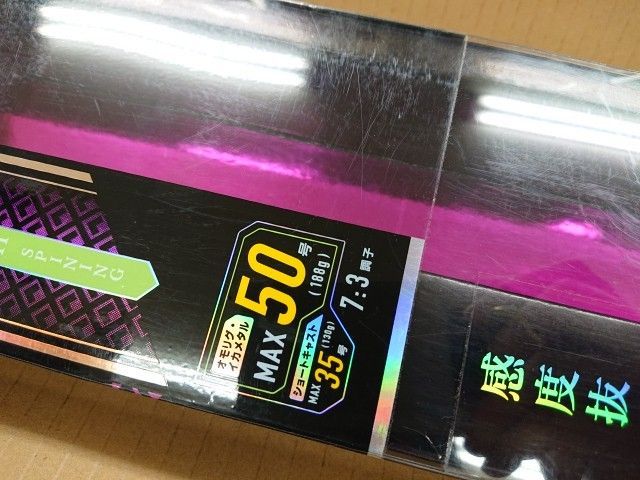 SPINING
オモリグ・
イカメタル
MAX 50号
(188g)
ショートキャスト
MAX 35号
(130g)
7:3調子
感度抜